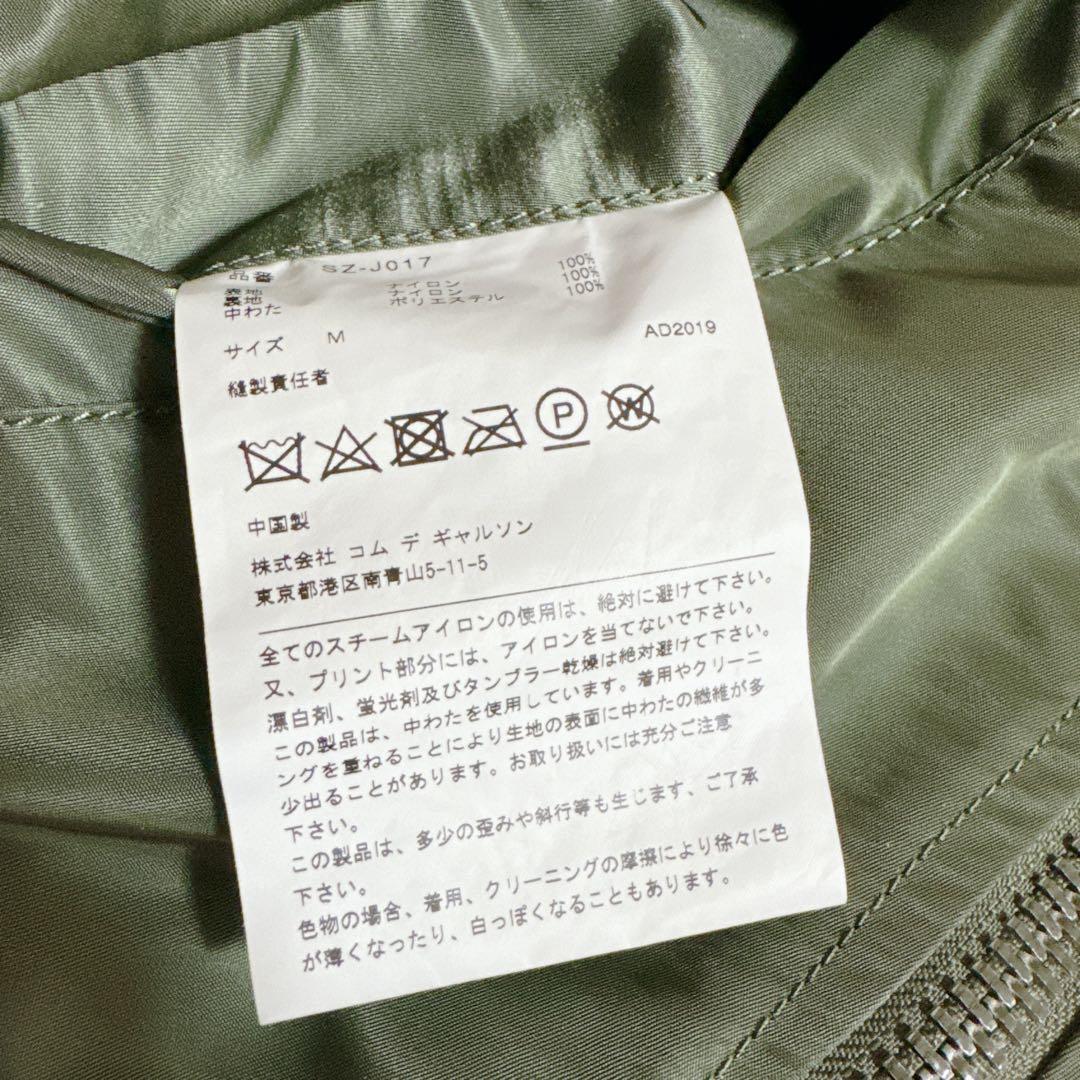 品番 SZ-J017
表地 ナイロン 100%
裏地 ナイロン 100%
中わた ポリエステル 100%
サイズ M AD2019
縫製責任者
P W
中国製
株式会社 コム デ ギャルソン
東京都港区南青山5-11-5
全てのスチームアイロンの使用は、絶対に避けて下さい。
又、プリント部分には、アイロンを当てないで下さい。
漂白剤、蛍光剤及びタンブラー乾燥は絶対避けて下さい。
この製品は、中わたを使用しています。着用やクリーニ
ングを重ねることにより生地の表面に中わたの繊維が多
少出ることがあります。お取り扱いには充分ご注意
下さい。
この製品は、多少の歪みや斜行等も生じます、ご了承
下さい。
色物の場合、着用、クリーニングの摩擦により徐々に色
が薄くなったり、白っぽくなることもあります。